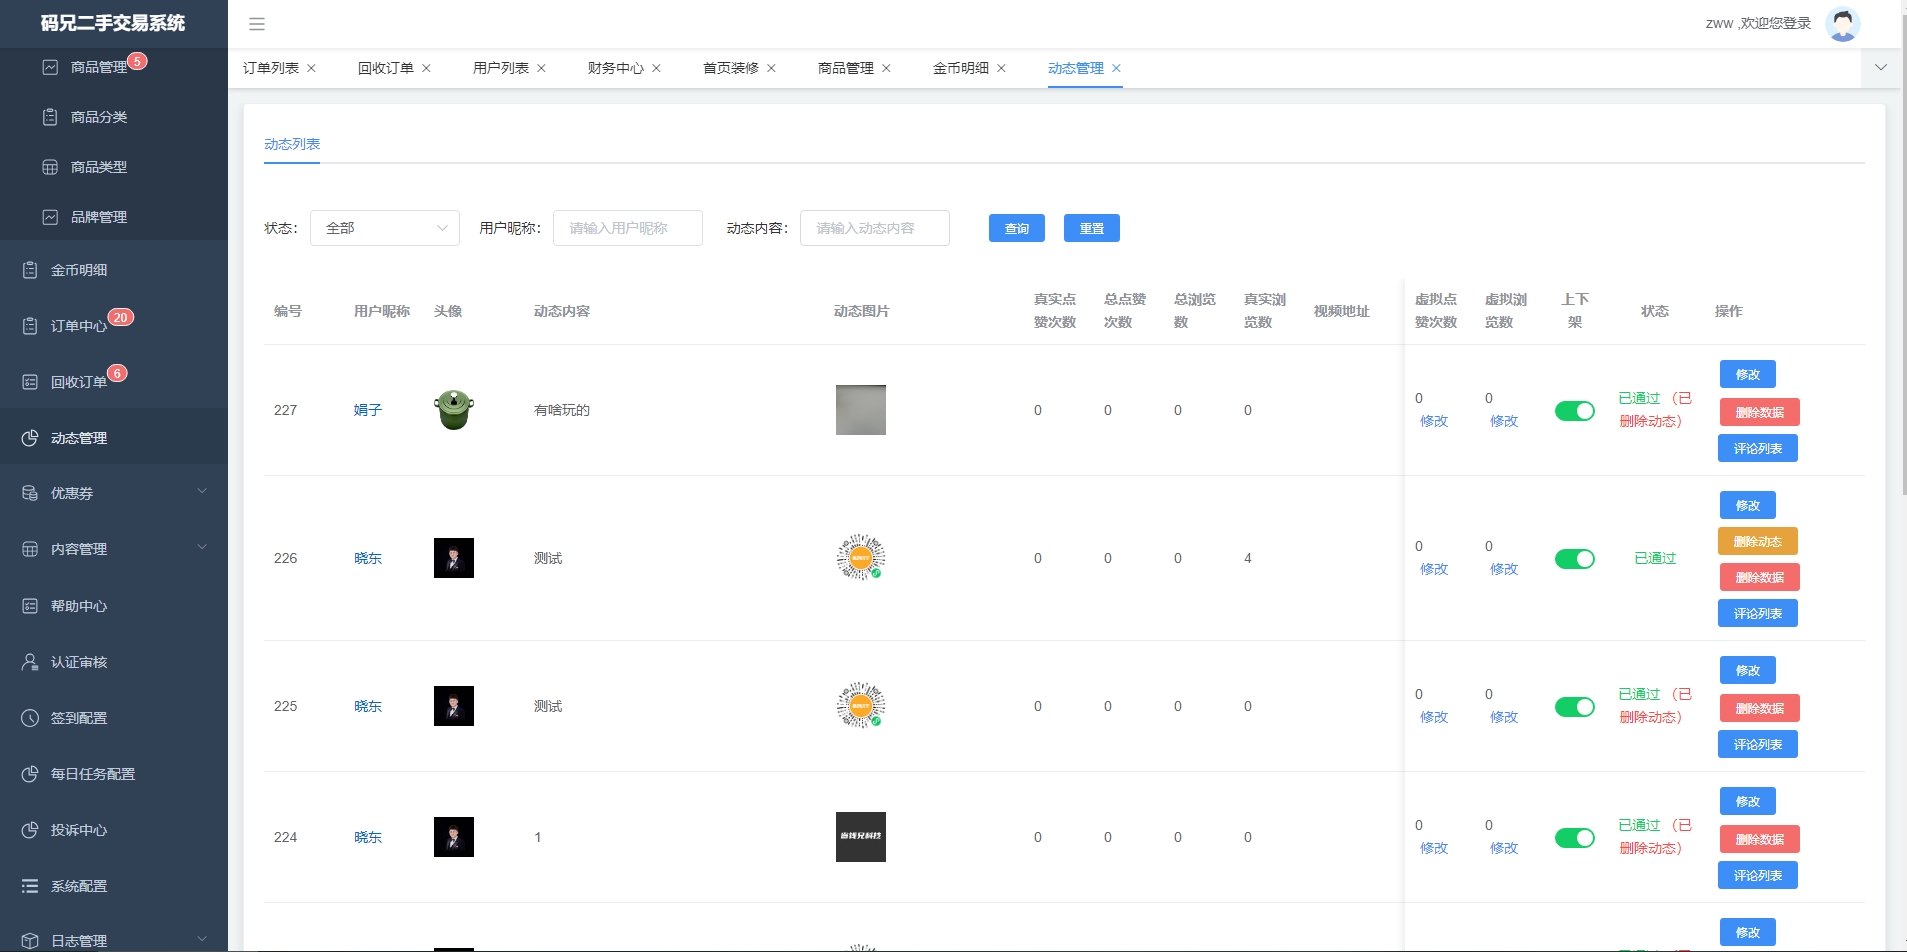 码兄二手交易系统
zww ,欢迎您登录
商品管理 5
商品分类
商品类型
品牌管理
金币明细
订单中心 20
回收订单 6
动态管理
优惠券
内容管理
帮助中心
认证审核
签到配置
每日任务配置
投诉中心
系统配置
日志管理
订单列表 回收订单 用户列表 财务中心 首页装修 商品管理 金币明细 动态管理
动态列表
状态： 全部 用户昵称： 请输入用户昵称 动态内容： 请输入动态内容 查询 重置
编号 用户昵称 头像 动态内容 动态图片 真实点赞次数 总点赞次数 总浏览数 真实浏览数 视频地址 虚拟点赞次数 虚拟浏览数 上下架 状态 操作
227 娟子 有啥玩的 0 0 0 0 0 修改 0 修改 已通过 （已删除动态） 修改 删除数据 评论列表
226 晓东 测试 0 0 0 4 0 修改 0 修改 已通过 修改 删除动态 删除数据 评论列表
225 晓东 测试 0 0 0 0 0 修改 0 修改 已通过 （已删除动态） 修改 删除数据 评论列表
224 晓东 1 0 0 0 0 0 修改 0 修改 已通过 （已删除动态） 修改 删除数据 评论列表
修改